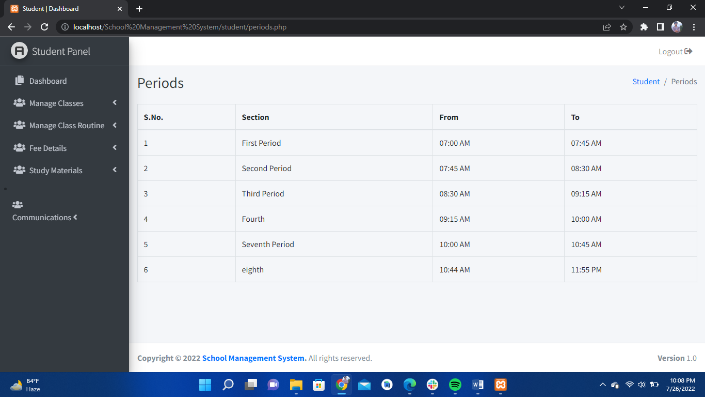 Student | Dashboard
localhost/School%20Management%20System/student/periods.php
Student Panel
Logout
Dashboard
Manage Classes
Manage Class Routine
Fee Details
Study Materials
Communications
Periods
Student / Periods
S.No. Section From To
1 First Period 07:00 AM 07:45 AM
2 Second Period 07:45 AM 08:30 AM
3 Third Period 08:30 AM 09:15 AM
4 Fourth 09:15 AM 10:00 AM
5 Seventh Period 10:00 AM 10:45 AM
6 eighth 10:44 AM 11:55 PM
Copyright © 2022 School Management System. All rights reserved.
Version 1.0
84°F
Haze
10:08 PM
7/26/2022